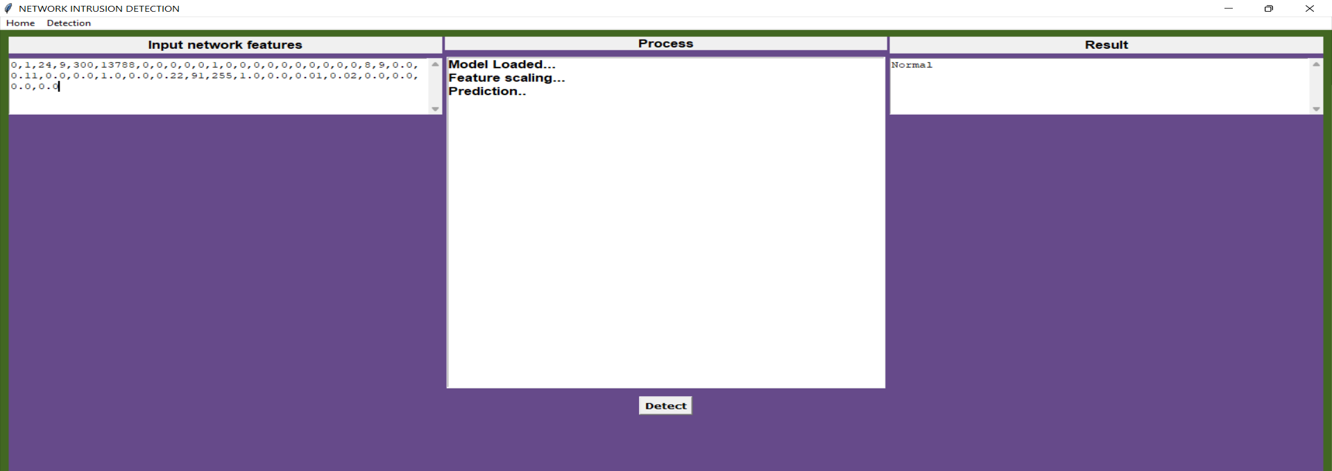 NETWORK INTRUSION DETECTION
Home Detection
Input network features
0,1,24,9,300,13788,0,0,0,0,0,1,0,0,0,0,0,0,0,0,0,0,8,9,0.0,
0.11,0.0,0.0,1.0,0.0,0.22,91,255,1.0,0.0,0.01,0.02,0.0,0.0,
0.0,0.0
Process
Model Loaded...
Feature scaling...
Prediction..
Detect
Result
Normal